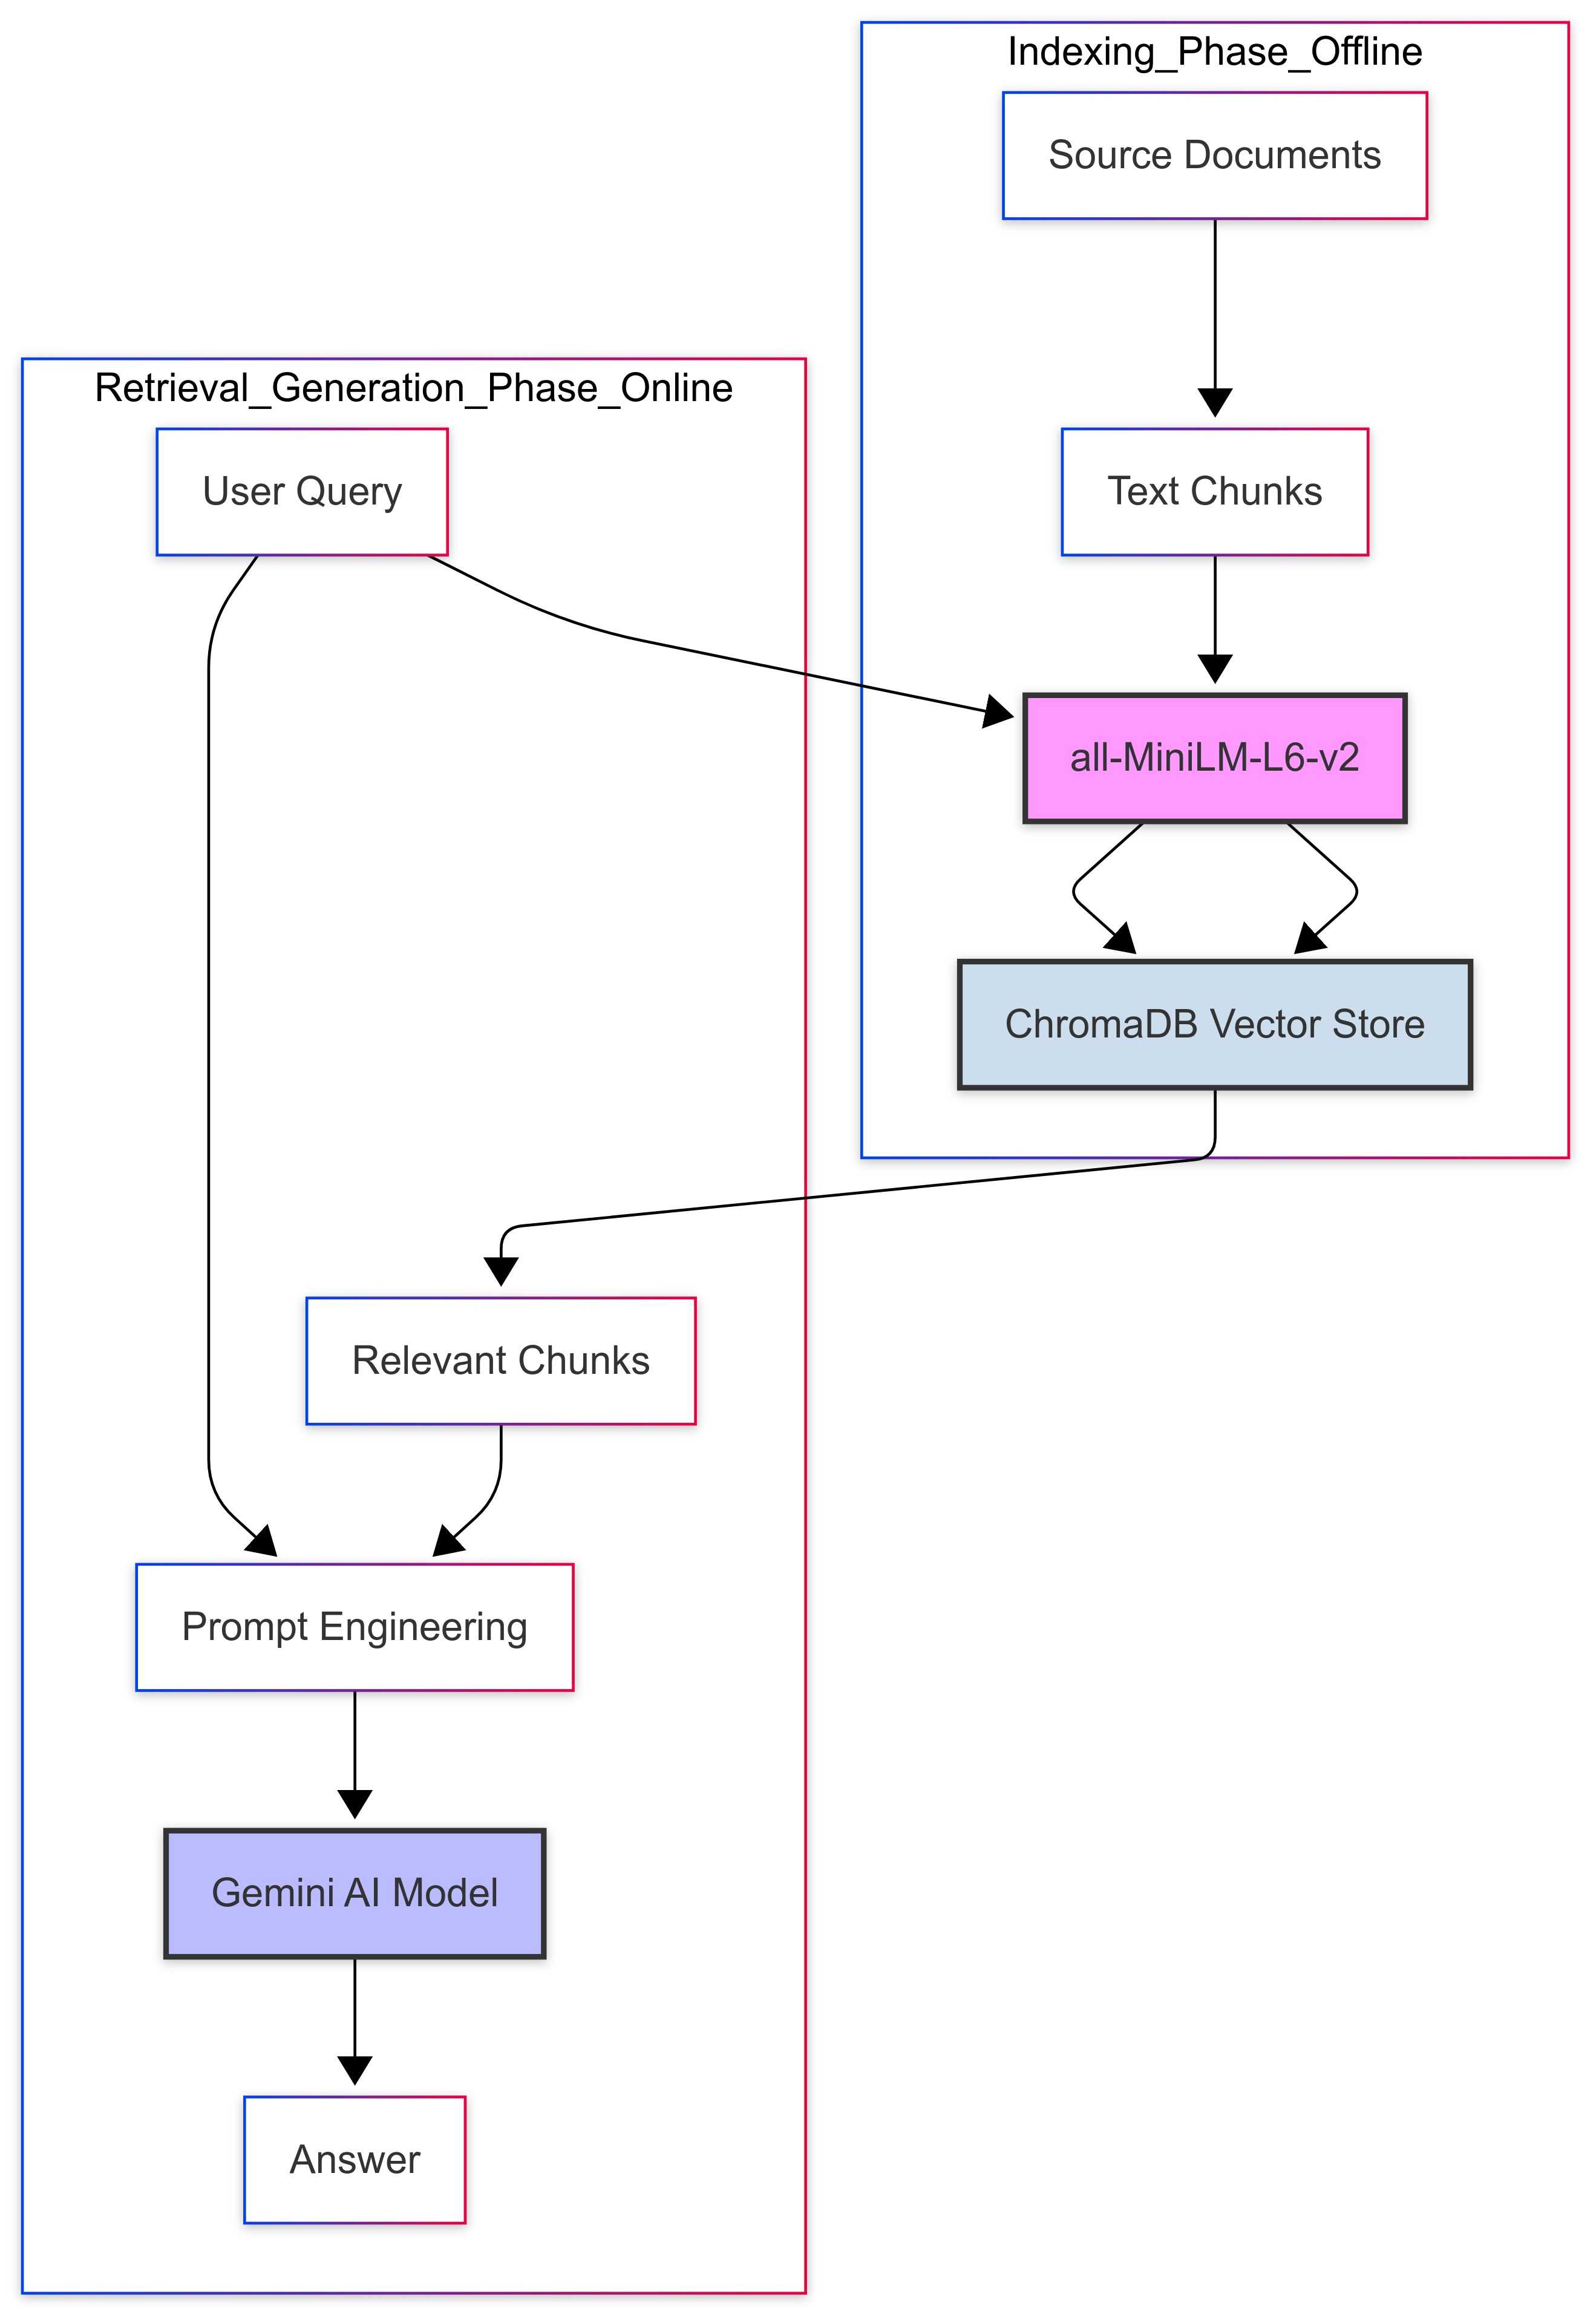 Indexing_Phase_Offline
Source Documents
Retrieval_Generation_Phase_Online
User Query
Text Chunks
all-MiniLM-L6-v2
ChromaDB Vector Store
Relevant Chunks
Prompt Engineering
Gemini AI Model
Answer